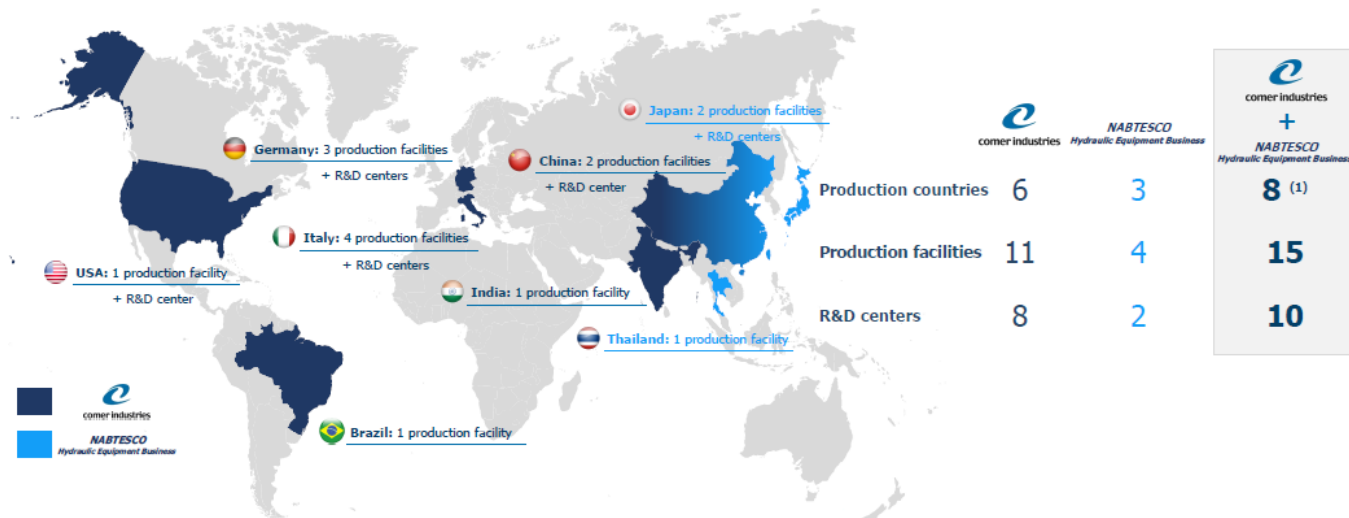 Japan: 2 production facilities
+ R&D centers
Germany: 3 production facilities
+ R&D centers
China: 2 production facilities
+ R&D center
Italy: 4 production facilities
+ R&D centers
USA: 1 production facility
+ R&D center
India: 1 production facility
Thailand: 1 production facility
Brazil: 1 production facility
comer industries
NABTESCO
Hydraulic Equipment Business
comer industries
NABTESCO
Hydraulic Equipment Business
comer industries
+
NABTESCO
Hydraulic Equipment Business
Production countries 6 3 8 (1)
Production facilities 11 4 15
R&D centers 8 2 10